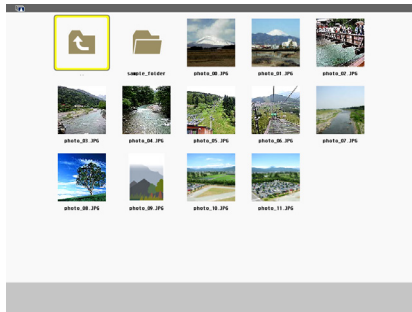 ..
sample_folder
photo_00.JPG
photo_01.JPG
photo_02.JPG
photo_03.JPG
photo_04.JPG
photo_05.JPG
photo_06.JPG
photo_07.JPG
photo_08.JPG
photo_09.JPG
photo_10.JPG
photo_11.JPG